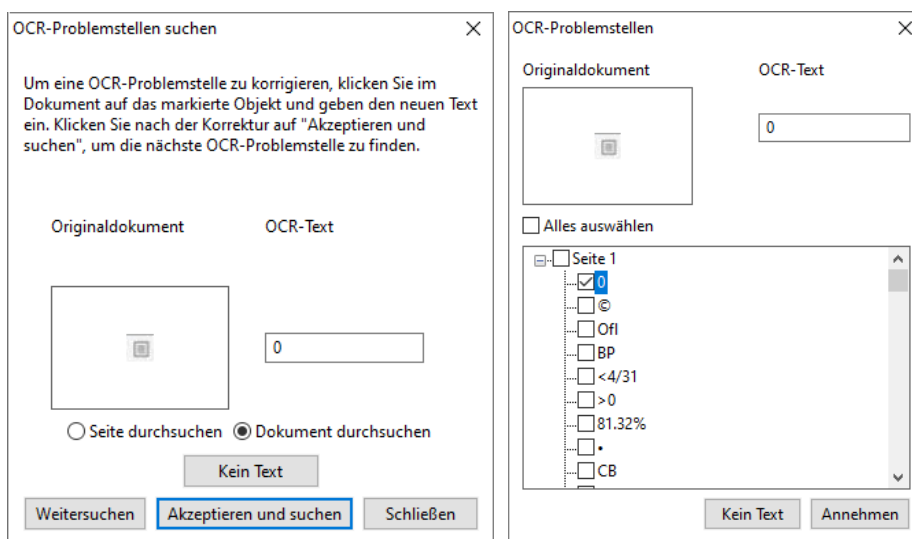 OCR-Problemstellen suchen
Um eine OCR-Problemstelle zu korrigieren, klicken Sie im
Dokument auf das markierte Objekt und geben den neuen Text
ein. Klicken Sie nach der Korrektur auf "Akzeptieren und
suchen", um die nächste OCR-Problemstelle zu finden.
Originaldokument
OCR-Text
0
Seite durchsuchen
Dokument durchsuchen
Kein Text
Weitersuchen
Akzeptieren und suchen
Schließen
OCR-Problemstellen
Originaldokument
OCR-Text
0
Alles auswählen
Seite 1
0
©
OfI
BP
<4/31
>0
81.32%
•
CB
Kein Text
Annehmen